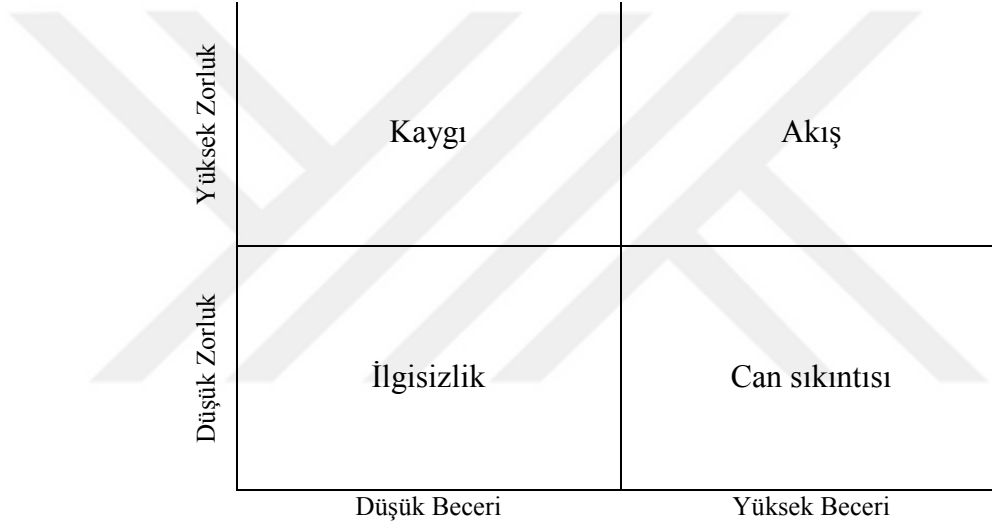 Yüksek Zorluk
Kaygı
Akış
Düşük Zorluk
İlgisizlik
Can sıkıntısı
Düşük Beceri
Yüksek Beceri